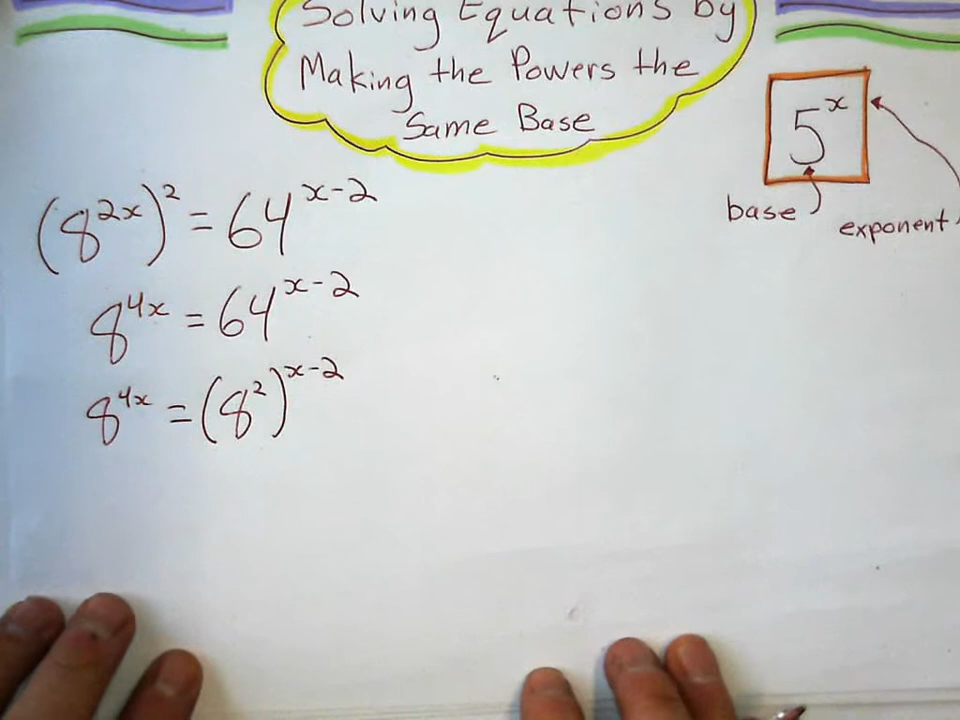 Solving Equations by
Making the Powers the
Same Base
5^x
base
exponent
(8^{2x})^2 = 64^{x-2}
8^{4x} = 64^{x-2}
8^{4x} = (8^2)^{x-2}